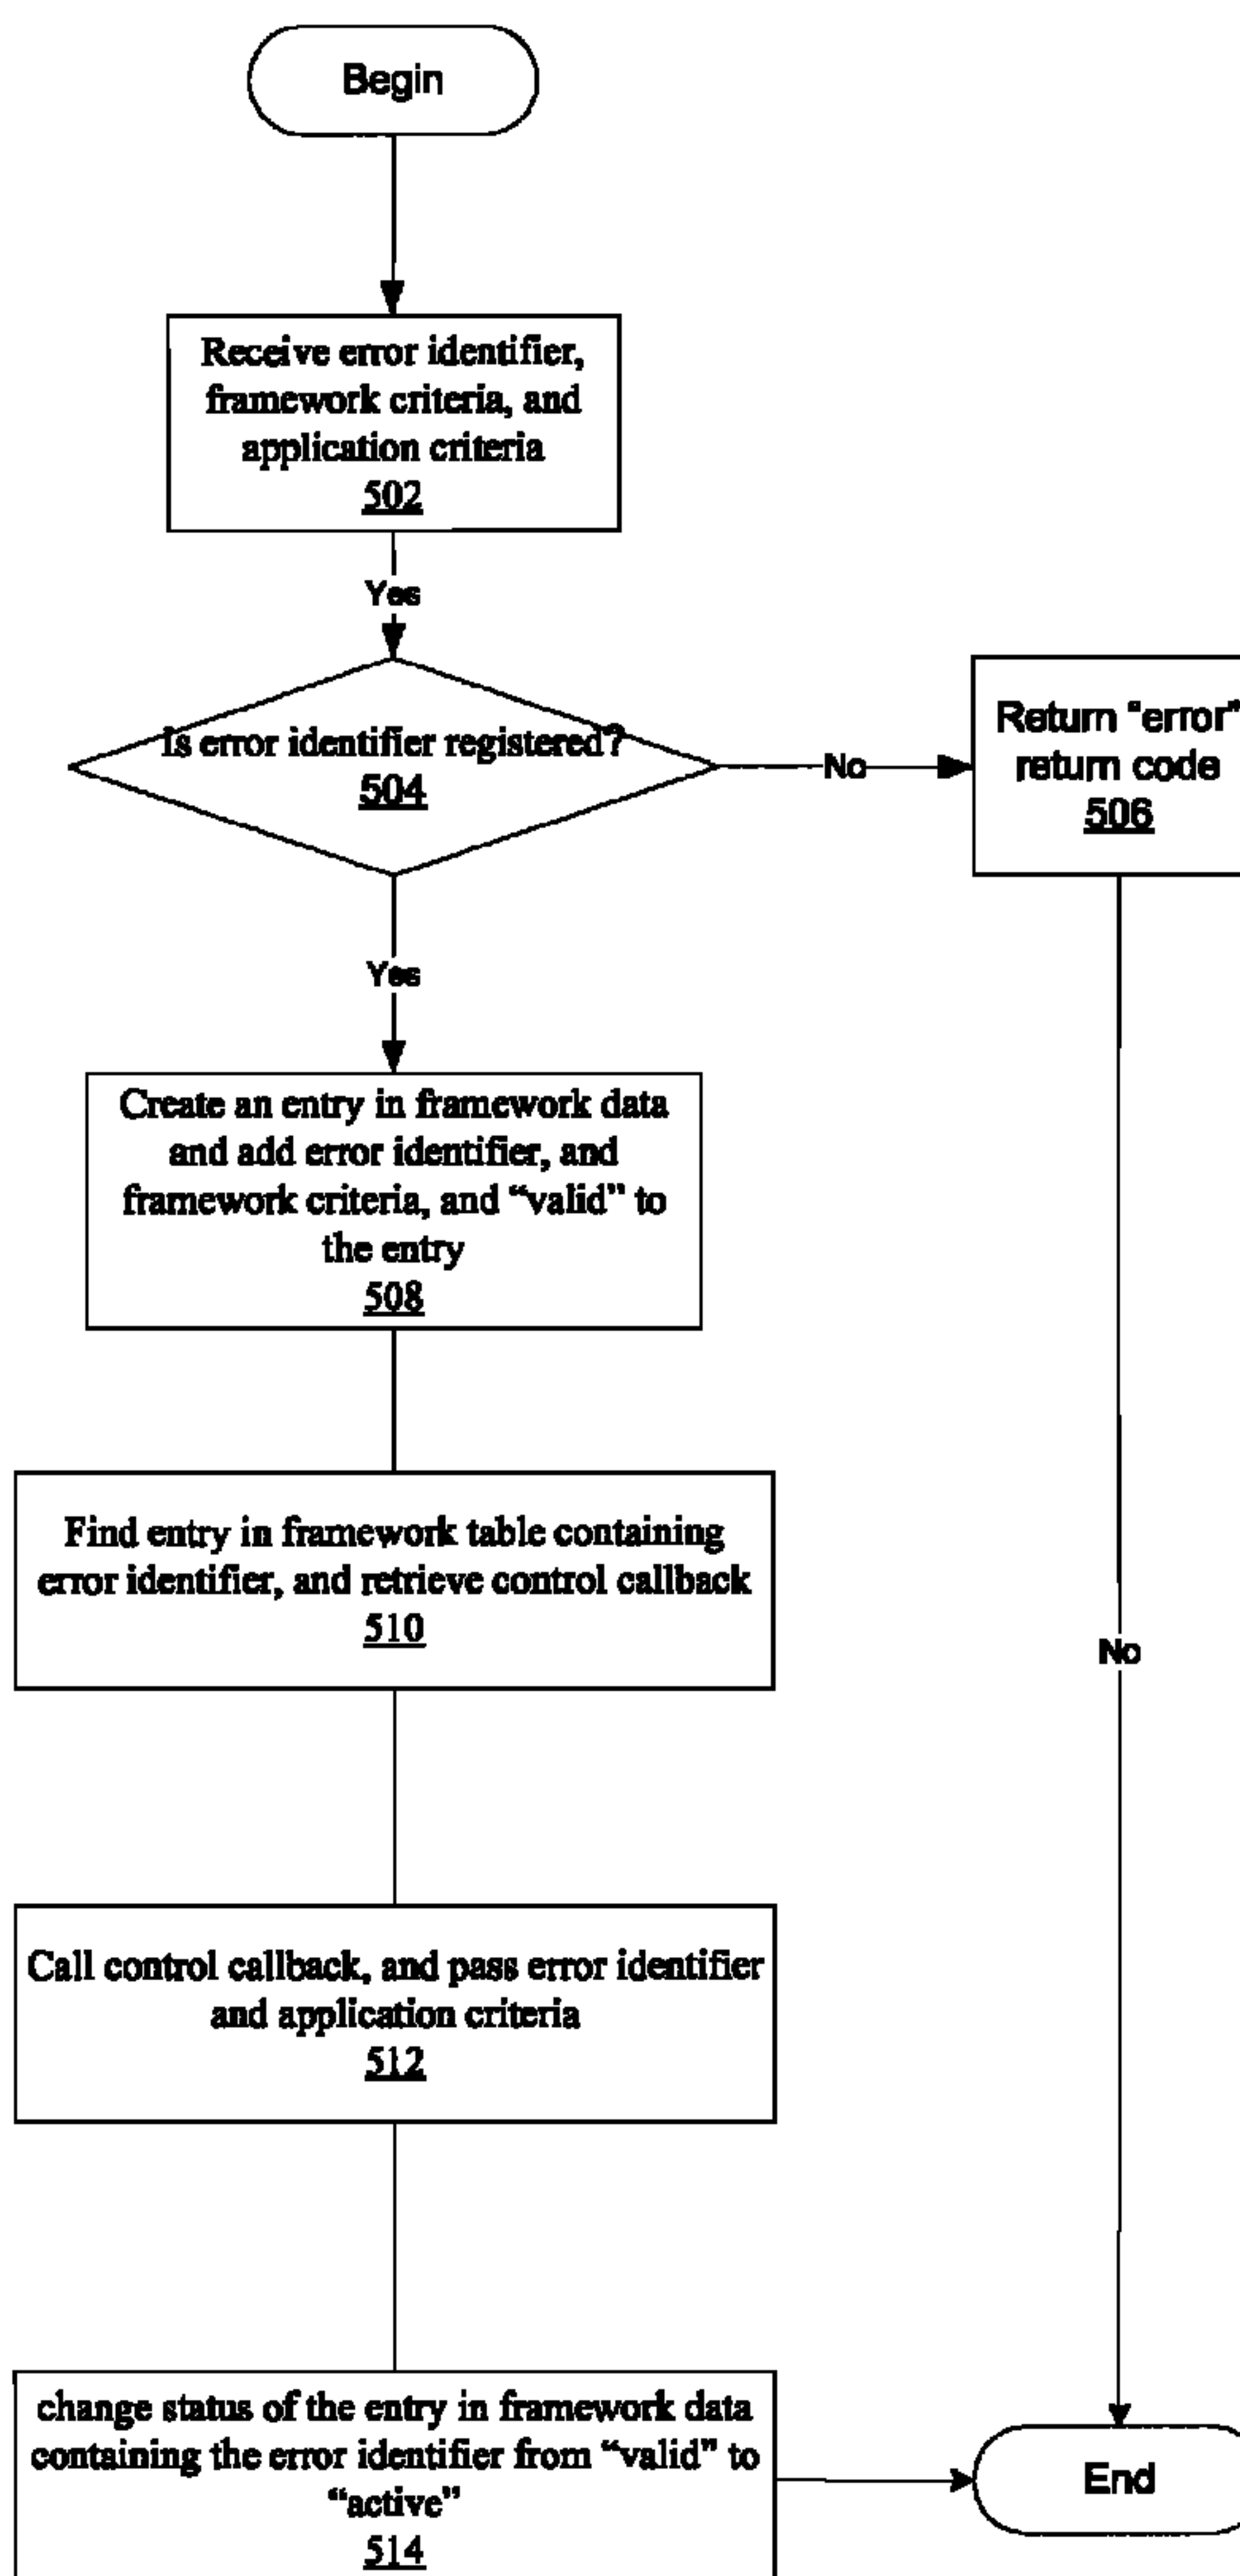 Begin
Receive error identifier,
framework criteria, and
application criteria
502
Yes
Is error identifier registered?
504
No
Return "error"
return code
506
Yes
Create an entry in framework data
and add error identifier, and
framework criteria, and “valid” to
the entry
508
Find entry in framework table containing
error identifier, and retrieve control callback
510
No
Call control callback, and pass error identifier
and application criteria
512
change status of the entry in framework data
containing the error identifier from “valid” to
“active”
514
End